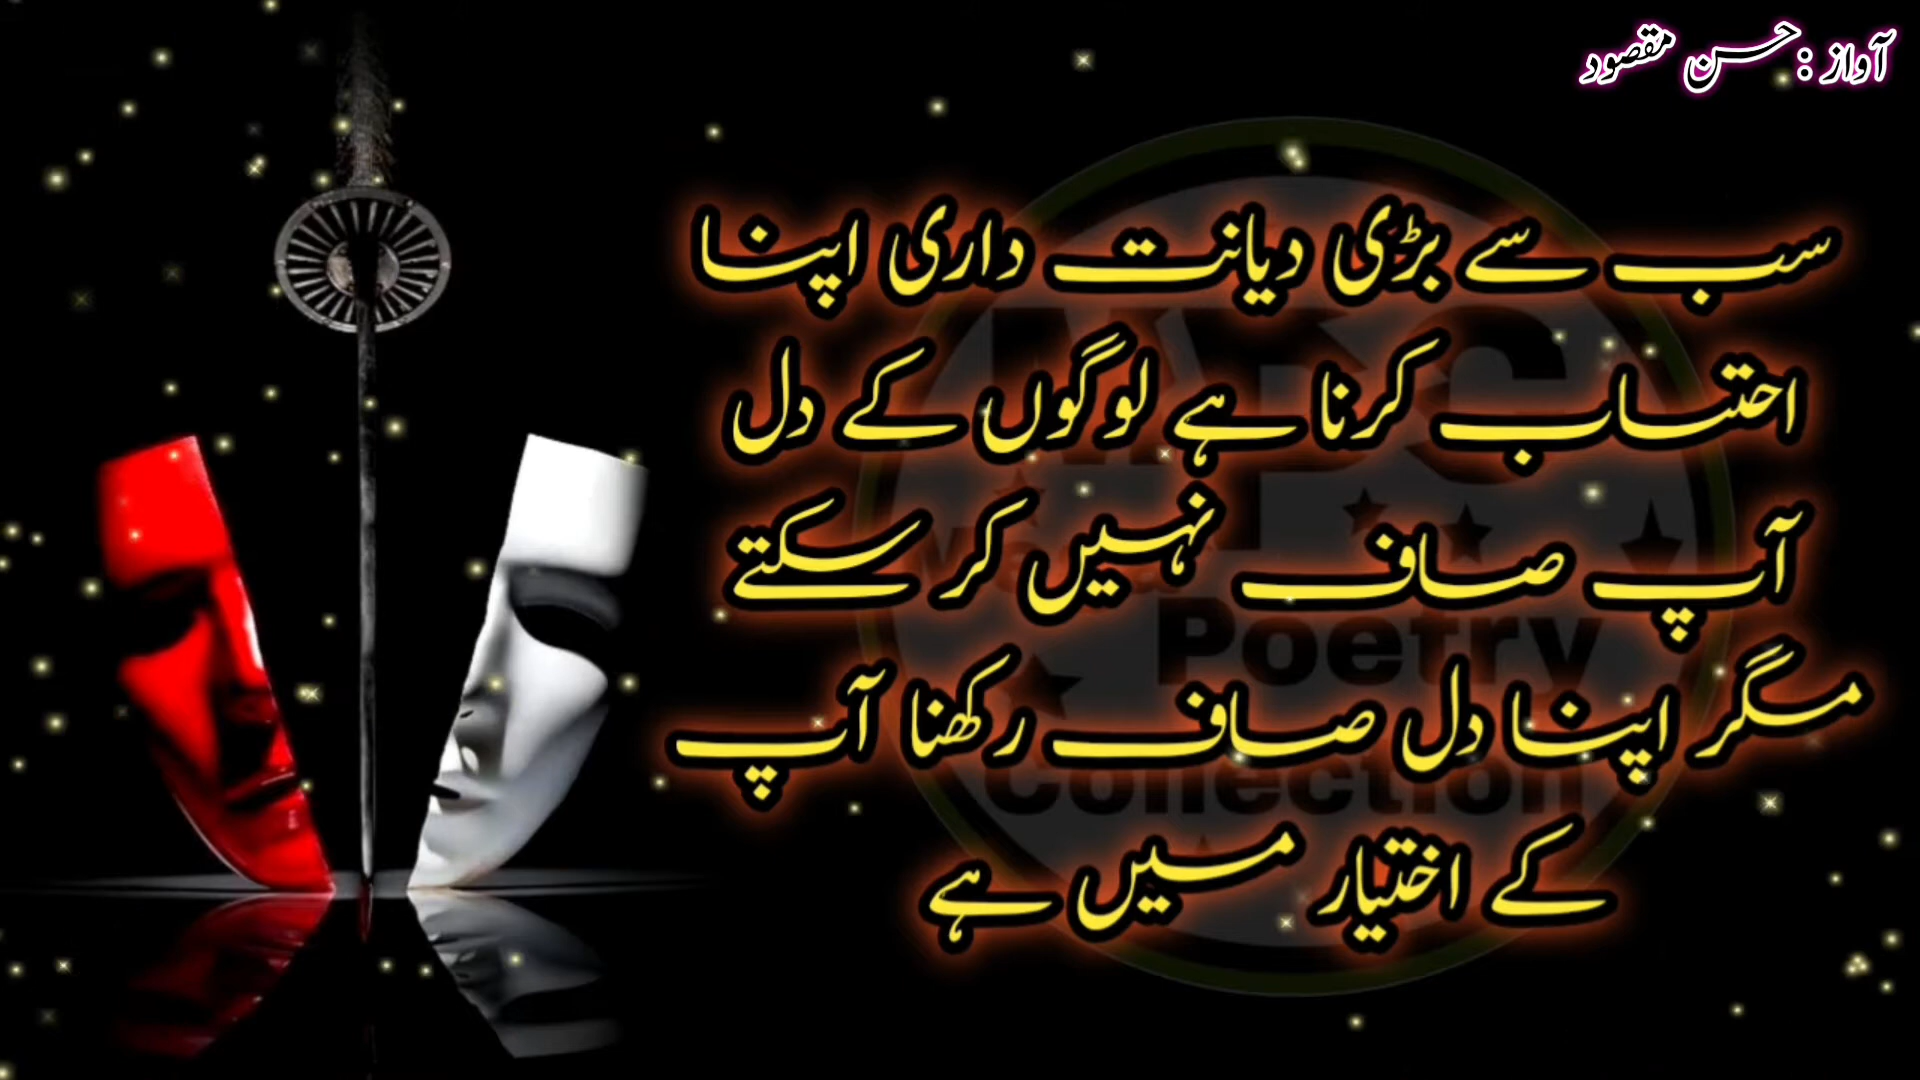 آواز : حسن مقصود
سب سے بڑی دیانت داری اپنا
احتساب کرنا ہے لوگوں کے دل
آپ صاف نہیں کر سکتے
مگر اپنا دل صاف رکھنا آپ
کے اختیار میں ہے
Poetry
Collection